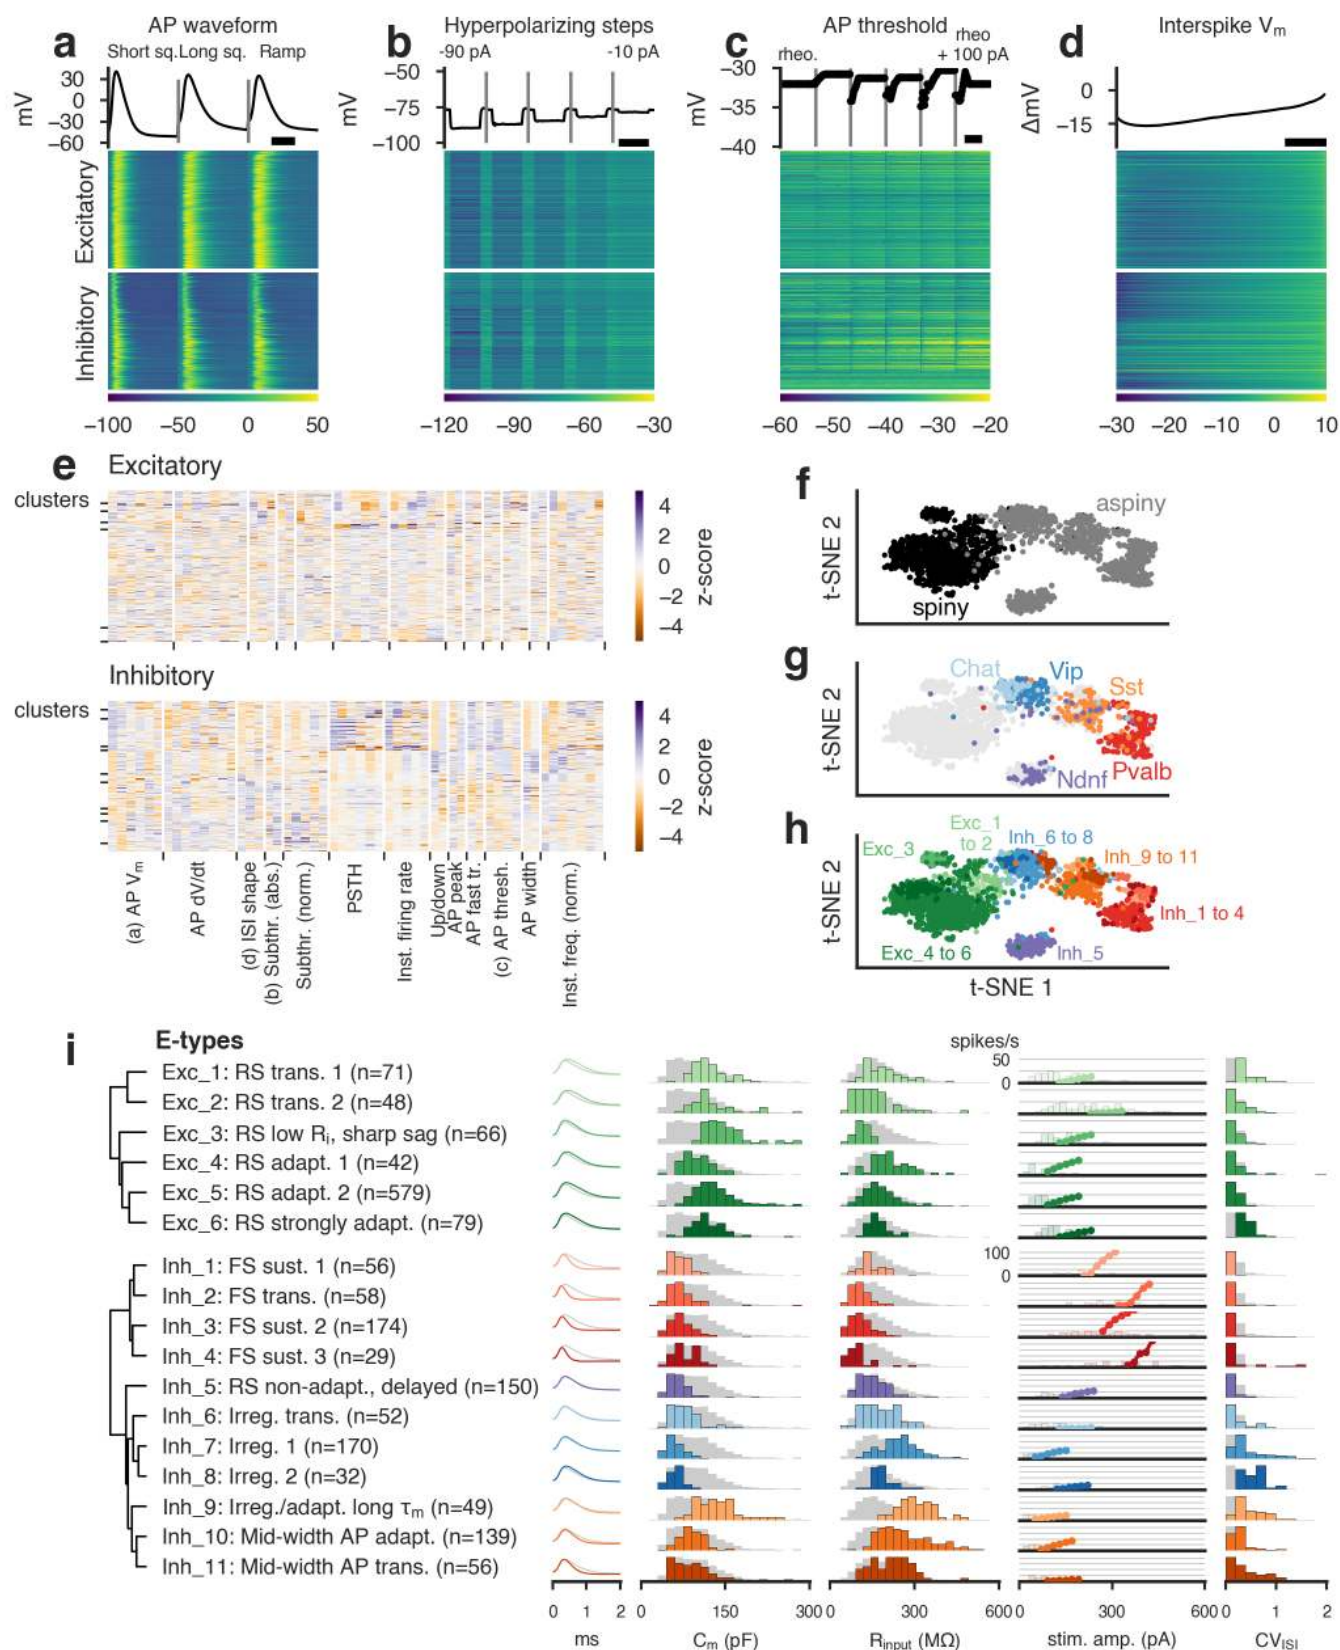 a
AP waveform
Short sq. Long sq. Ramp
30
0
−30
−60
mV
b
Hyperpolarizing steps
-90 pA
-10 pA
−50
−75
−100
mV
c
AP threshold
rheo.
rheo
+ 100 pA
−30
−35
−40
mV
d
Interspike Vm
0
−15
ΔmV
Excitatory
Inhibitory
−100 −50 0 50
−120 −90 −60 −30
−60 −50 −40 −30 −20
−30 −20 −10 0 10
e
Excitatory
clusters
4
2
0
−2
−4
z-score
Inhibitory
clusters
4
2
0
−2
−4
z-score
(a) AP Vm
AP dV/dt
(d) ISI shape
(b) Subthr. (abs.)
Subthr. (norm.)
PSTH
Inst. firing rate
Up/down
AP peak
AP fast tr.
(c) AP thresh.
AP width
Inst. freq. (norm.)
f
t-SNE 2
aspiny
spiny
g
t-SNE 2
Chat
Vip
Sst
Pvalb
Ndnf
h
t-SNE 2
Exc_3
Exc_1
to 2
Inh_6 to 8
Inh_9 to 11
Inh_1 to 4
Exc_4 to 6
Inh_5
t-SNE 1
i
E-types
spikes/s
50
0
Exc_1: RS trans. 1 (n=71)
Exc_2: RS trans. 2 (n=48)
Exc_3: RS low Ri, sharp sag (n=66)
Exc_4: RS adapt. 1 (n=42)
Exc_5: RS adapt. 2 (n=579)
Exc_6: RS strongly adapt. (n=79)
100
0
Inh_1: FS sust. 1 (n=56)
Inh_2: FS trans. (n=58)
Inh_3: FS sust. 2 (n=174)
Inh_4: FS sust. 3 (n=29)
Inh_5: RS non-adapt., delayed (n=150)
Inh_6: Irreg. trans. (n=52)
Inh_7: Irreg. 1 (n=170)
Inh_8: Irreg. 2 (n=32)
Inh_9: Irreg./adapt. long τm (n=49)
Inh_10: Mid-width AP adapt. (n=139)
Inh_11: Mid-width AP trans. (n=56)
0 1 2
ms
0 150 300
Cm (pF)
0 300 600
Rinput (MΩ)
0 300 600
stim. amp. (pA)
0 1 2
CVISI